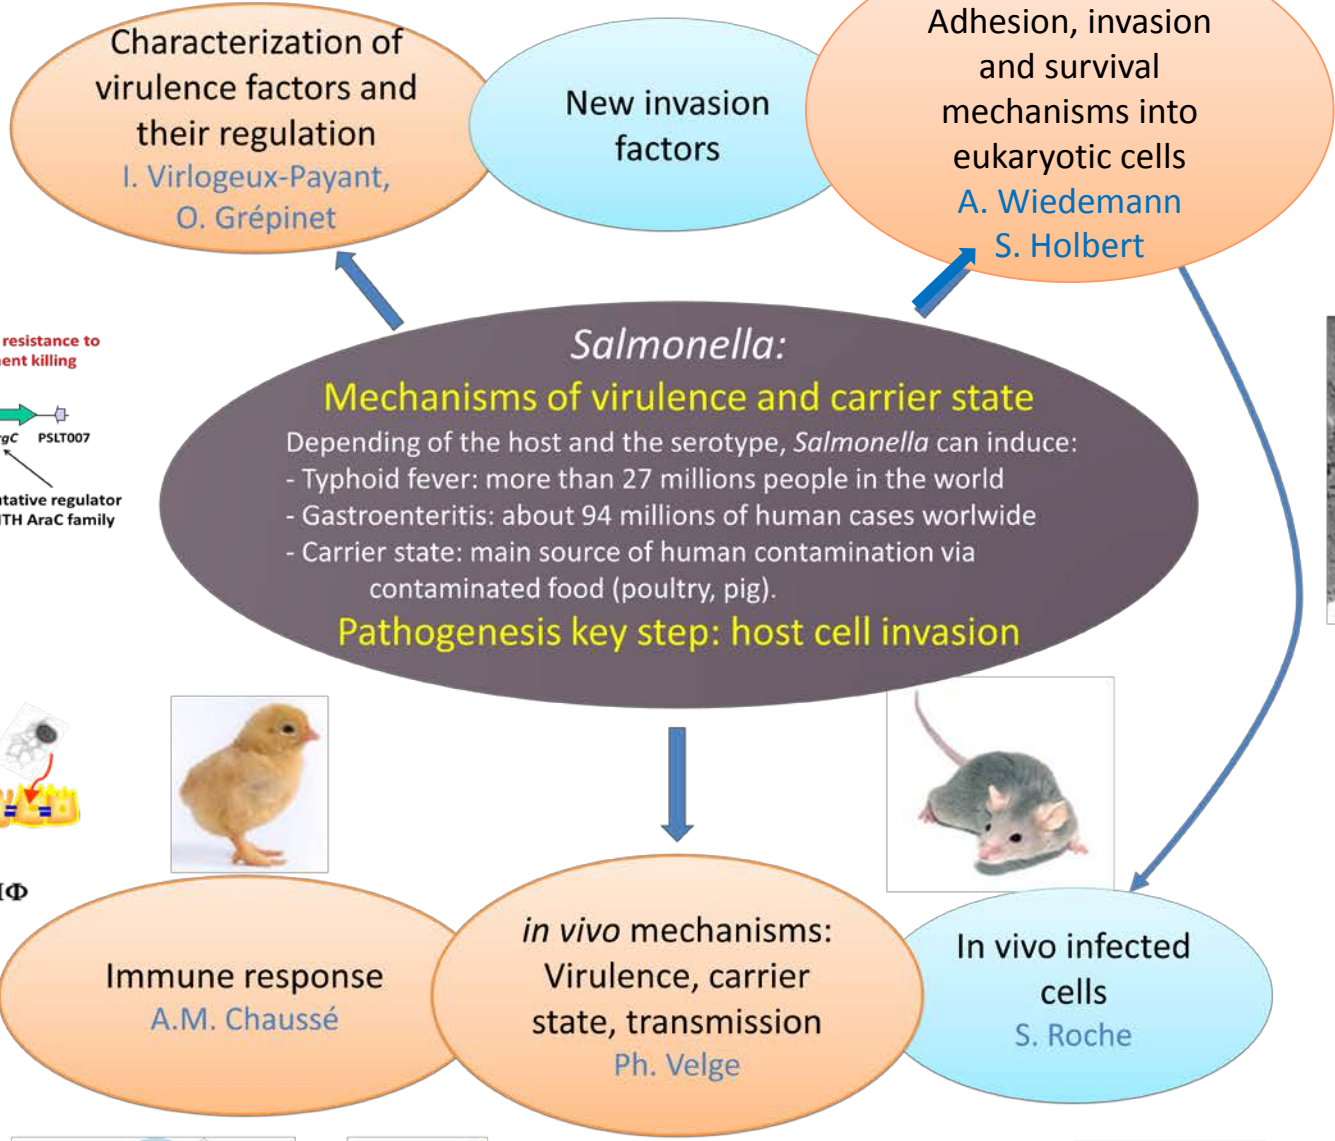 Characterization of
virulence factors and
their regulation
I. Virlogeux-Payant,
O. Grépinet
New invasion
factors
Adhesion, invasion
and survival
mechanisms into
eukaryotic cells
A. Wiedemann
S. Holbert
resistance to
killing
PSLT007
regulator
AraC family
Salmonella:
Mechanisms of virulence and carrier state
Depending of the host and the serotype, Salmonella can induce:
- Typhoid fever: more than 27 millions people in the world
- Gastroenteritis: about 94 millions of human cases worlwide
- Carrier state: main source of human contamination via
contaminated food (poultry, pig).
Pathogenesis key step: host cell invasion
Immune response
A.M. Chaussé
in vivo mechanisms:
Virulence, carrier
state, transmission
Ph. Velge
In vivo infected
cells
S. Roche